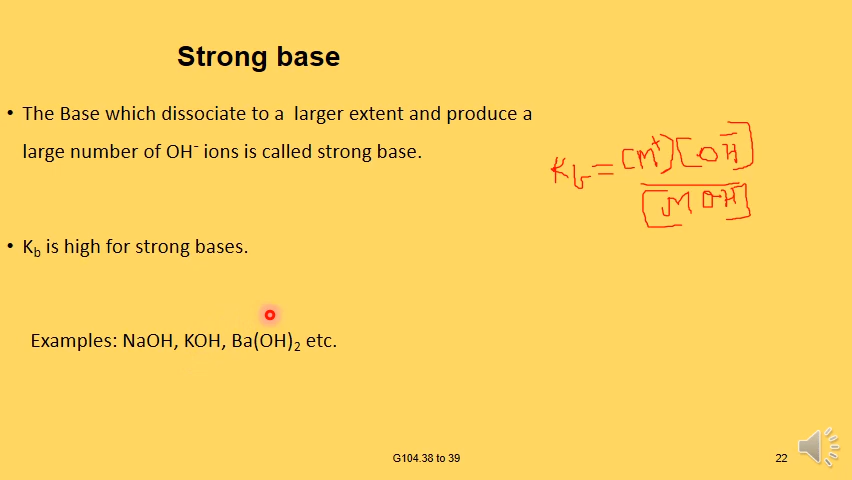 Strong base
• The Base which dissociate to a larger extent and produce a
large number of OH⁻ ions is called strong base.
K_b = [M⁺][OH⁻]
[MOH]
• K_b is high for strong bases.
Examples: NaOH, KOH, Ba(OH)₂ etc.
G104.38 to 39
22